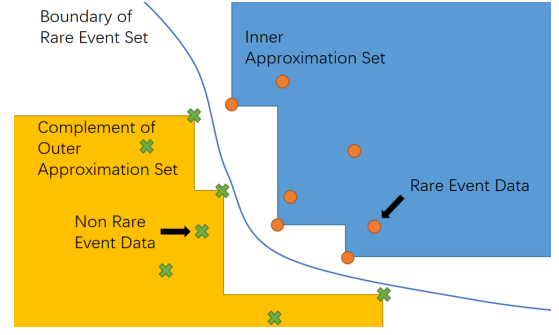 Boundary of
Rare Event Set
Inner
Approximation Set
Complement of
Outer
Approximation Set
Rare Event Data
Non Rare
Event Data